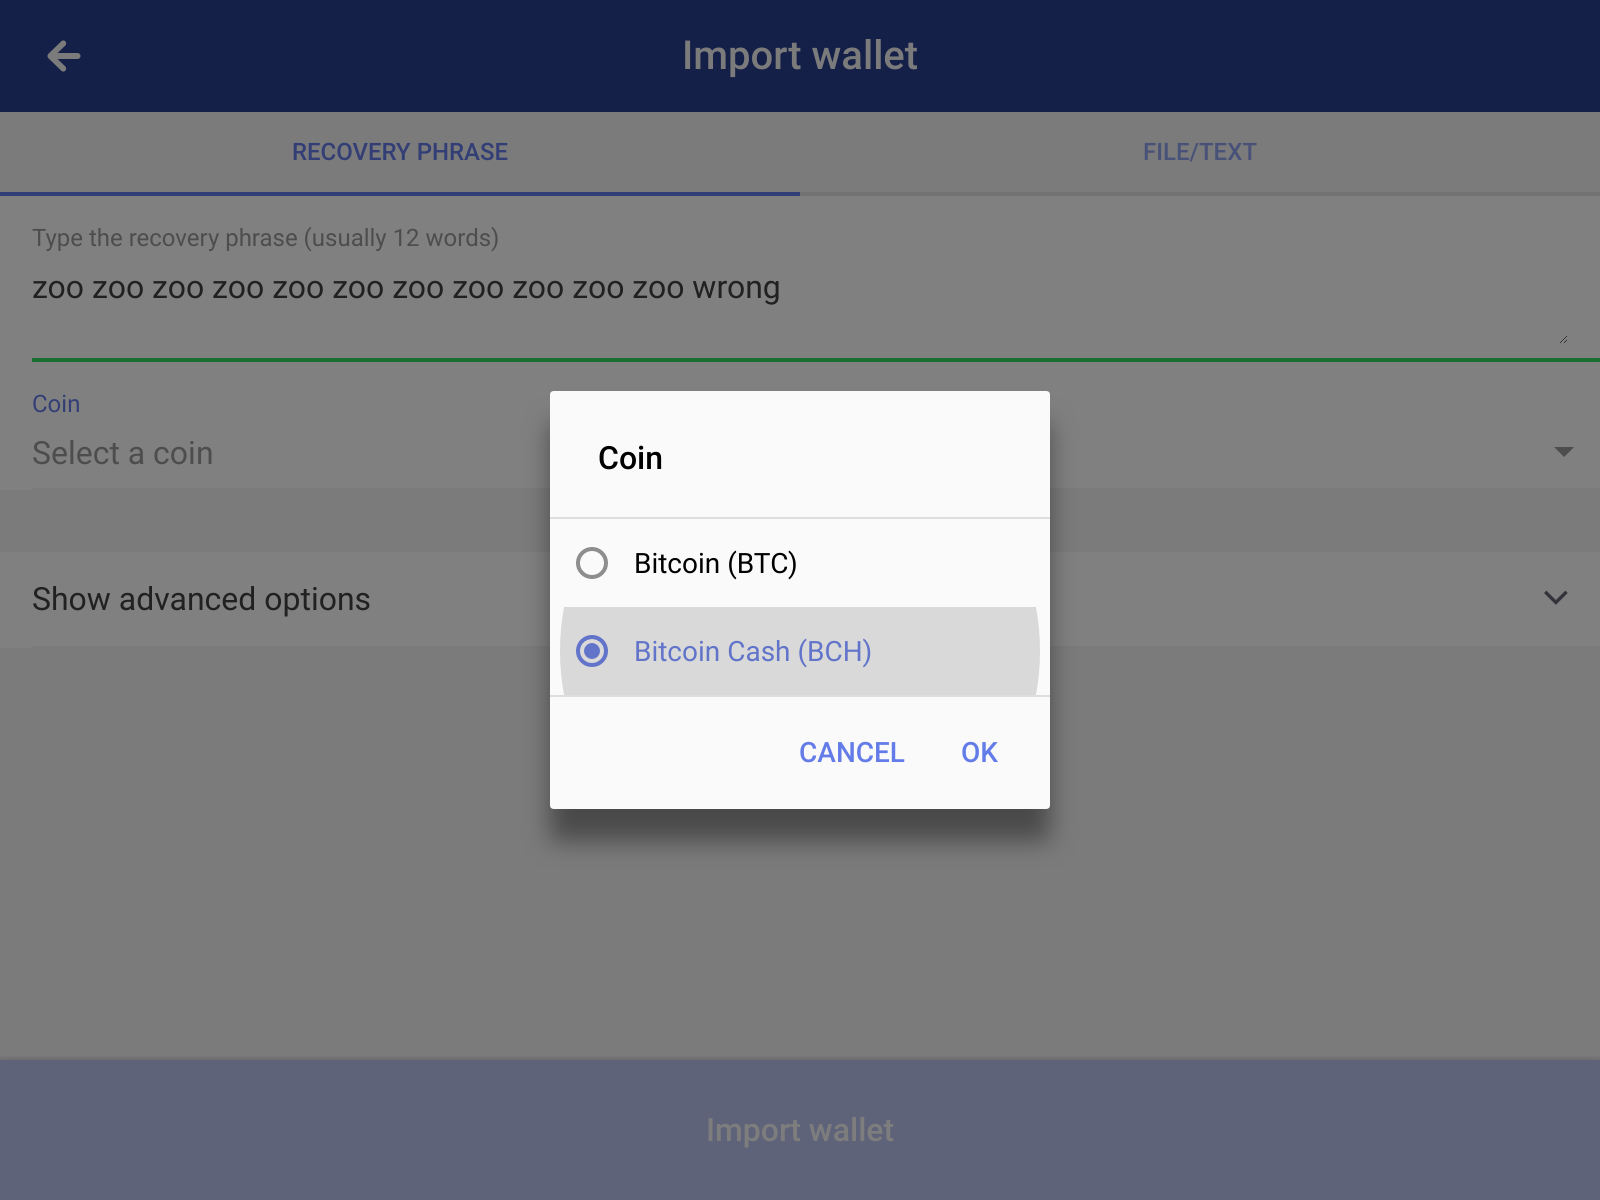 Import wallet
RECOVERY PHRASE
FILE/TEXT
Type the recovery phrase (usually 12 words)
zoo zoo zoo zoo zoo zoo zoo zoo zoo zoo zoo wrong
Coin
Select a coin
Show advanced options
Coin
Bitcoin (BTC)
Bitcoin Cash (BCH)
CANCEL
OK
Import wallet